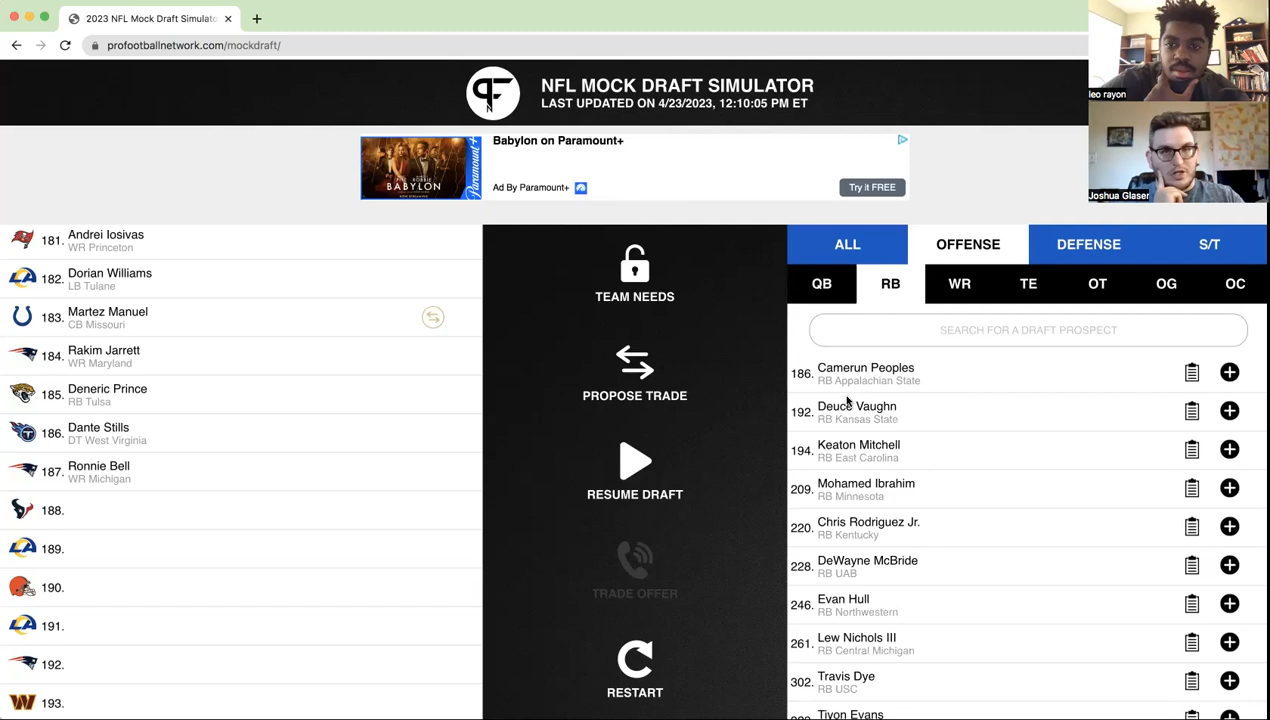 2023 NFL Mock Draft Simulato
profootballnetwork.com/mockdraft/
PF
N
NFL MOCK DRAFT SIMULATOR
LAST UPDATED ON 4/23/2023, 12:10:05 PM ET
leo rayon
Joshua Glaser
BABYLON
Paramount+
Babylon on Paramount+
Ad By Paramount+
Try it FREE
181. Andrei Iosivas
WR Princeton
182. Dorian Williams
LB Tulane
183. Martez Manuel
CB Missouri
184. Rakim Jarrett
WR Maryland
185. Deneric Prince
RB Tulsa
186. Dante Stills
DT West Virginia
187. Ronnie Bell
WR Michigan
188.
189.
190.
191.
192.
193.
TEAM NEEDS
PROPOSE TRADE
RESUME DRAFT
TRADE OFFER
RESTART
ALL OFFENSE DEFENSE S/T
QB RB WR TE OT OG OC
SEARCH FOR A DRAFT PROSPECT
186. Camerun Peoples
RB Appalachian State
192. Deuce Vaughn
RB Kansas State
194. Keaton Mitchell
RB East Carolina
209. Mohamed Ibrahim
RB Minnesota
220. Chris Rodriguez Jr.
RB Kentucky
228. DeWayne McBride
RB UAB
246. Evan Hull
RB Northwestern
261. Lew Nichols III
RB Central Michigan
302. Travis Dye
RB USC
Tiyon Evans